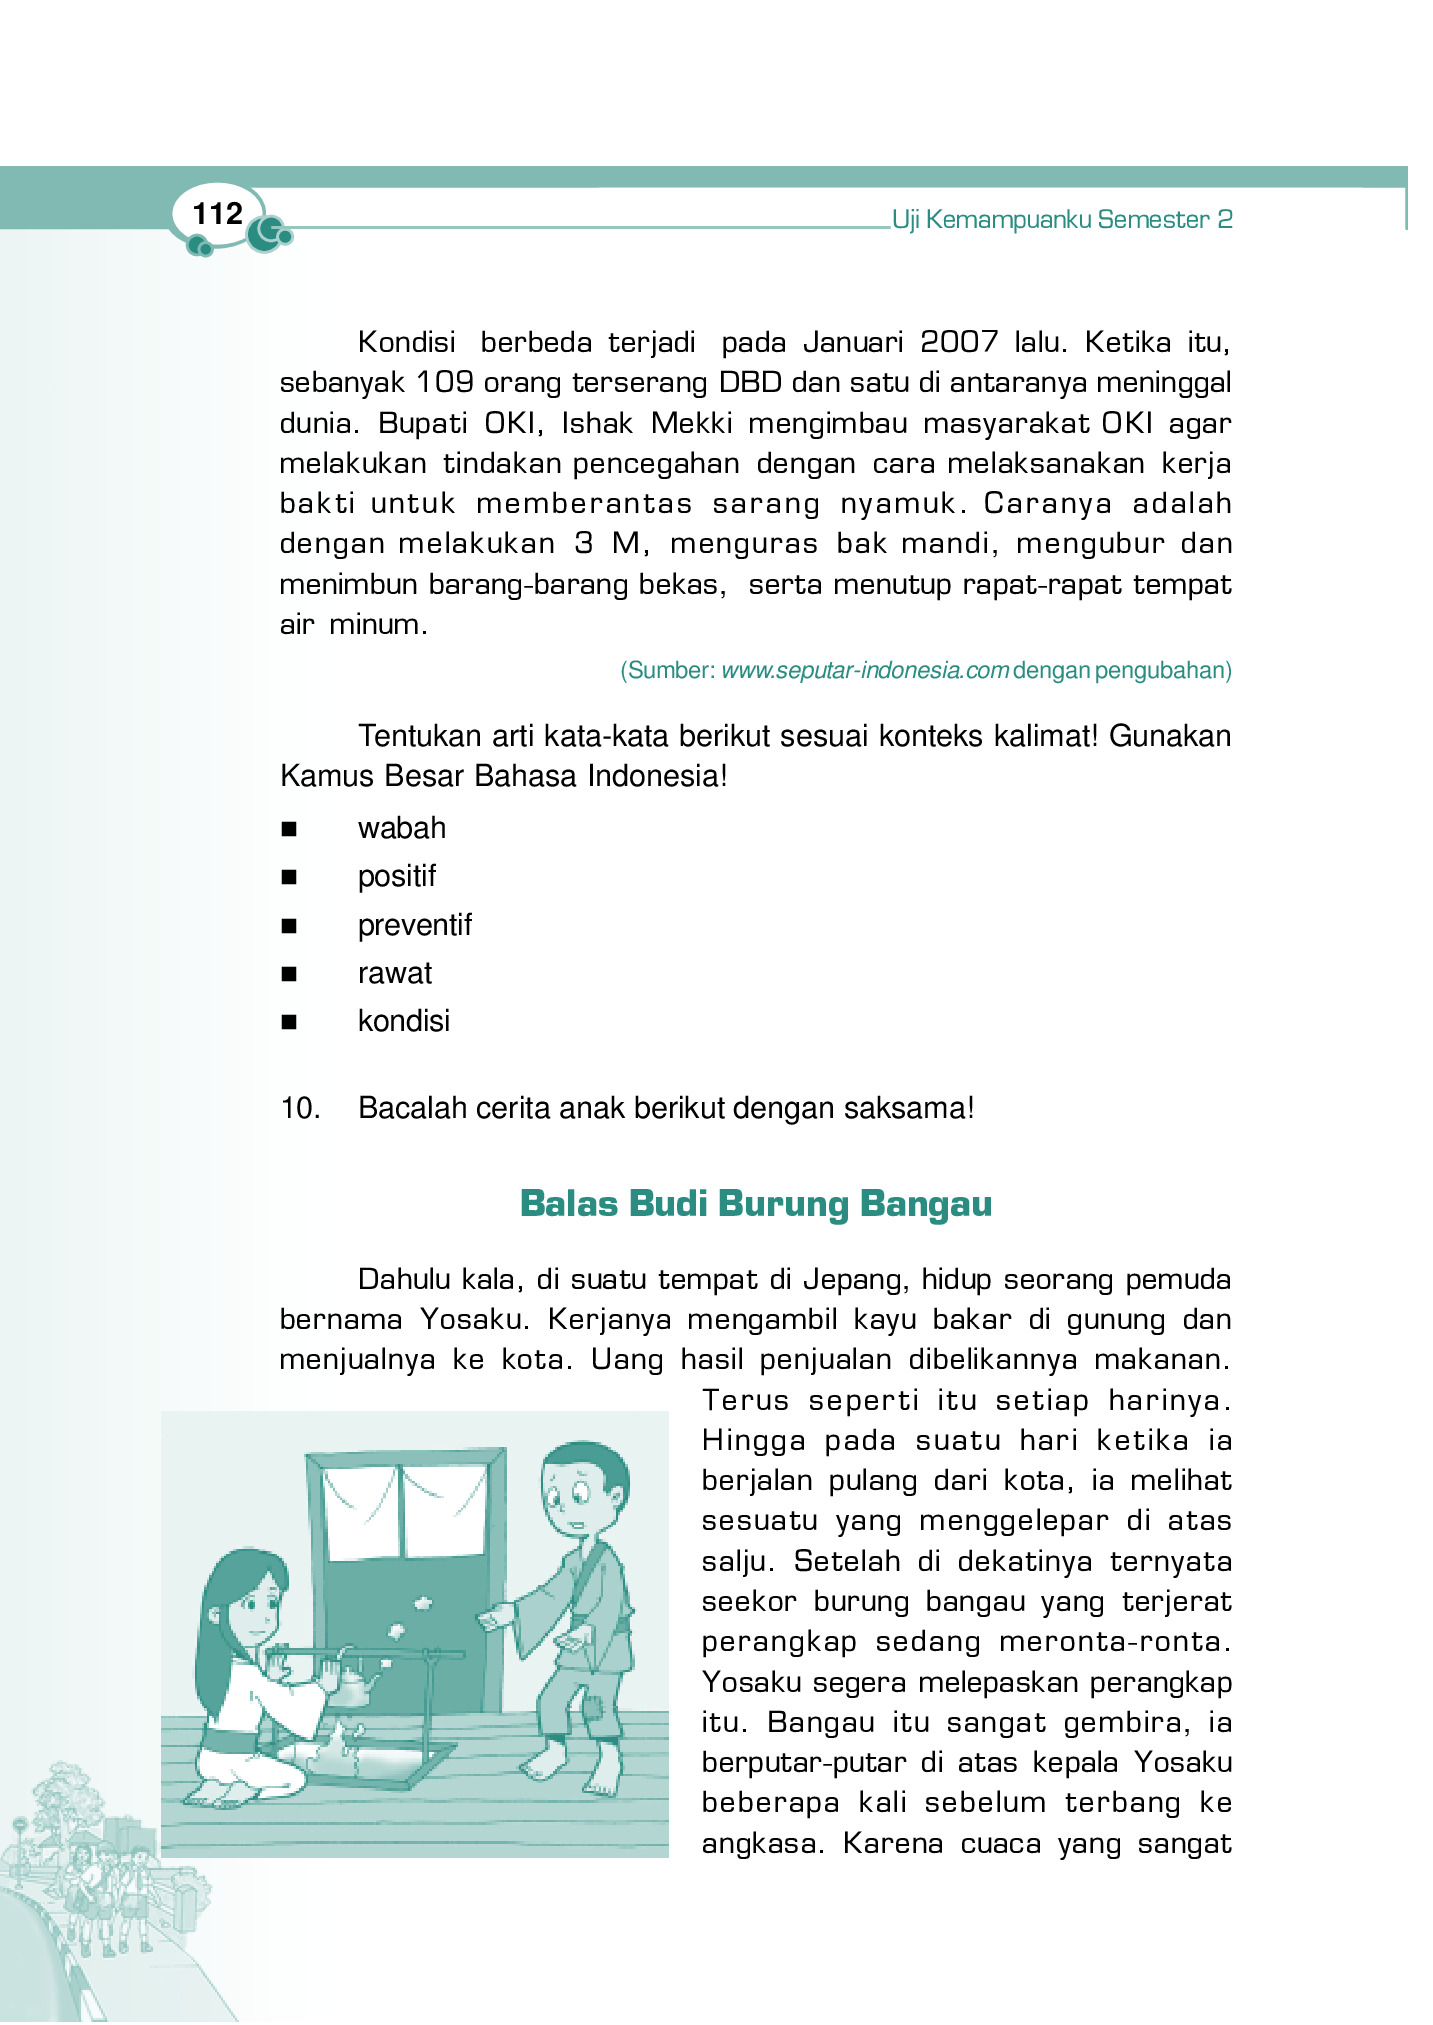 112
Uji Kemampuanku Semester 2
Kondisi berbeda terjadi pada Januari 2007 lalu. Ketika itu,
sebanyak 109 orang terserang DBD dan satu di antaranya meninggal
dunia. Bupati OKI, Ishak Mekki mengimbau masyarakat OKI agar
melakukan tindakan pencegahan dengan cara melaksanakan kerja
bakti untuk memberantas sarang nyamuk. Caranya adalah
dengan melakukan 3 M, menguras bak mandi, mengubur dan
menimbun barang-barang bekas, serta menutup rapat-rapat tempat
air minum.
(Sumber: www.seputar-indonesia.com dengan pengubahan)
Tentukan arti kata-kata berikut sesuai konteks kalimat! Gunakan
Kamus Besar Bahasa Indonesia!
■ wabah
■ positif
■ preventif
■ rawat
■ kondisi
10. Bacalah cerita anak berikut dengan saksama!
Balas Budi Burung Bangau
Dahulu kala, di suatu tempat di Jepang, hidup seorang pemuda
bernama Yosaku. Kerjanya mengambil kayu bakar di gunung dan
menjualnya ke kota. Uang hasil penjualan dibelikannya makanan.
Terus seperti itu setiap harinya.
Hingga pada suatu hari ketika ia
berjalan pulang dari kota, ia melihat
sesuatu yang menggelepar di atas
salju. Setelah di dekatinya ternyata
seekor burung bangau yang terjerat
perangkap sedang meronta-ronta.
Yosaku segera melepaskan perangkap
itu. Bangau itu sangat gembira, ia
berputar-putar di atas kepala Yosaku
beberapa kali sebelum terbang ke
angkasa. Karena cuaca yang sangat